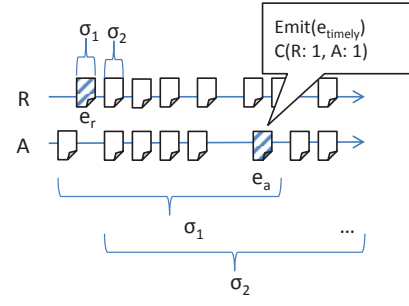 σ1
σ2
Emit(e_timely)
C(R: 1, A: 1)
R
e_r
A
e_a
σ1
...
σ2